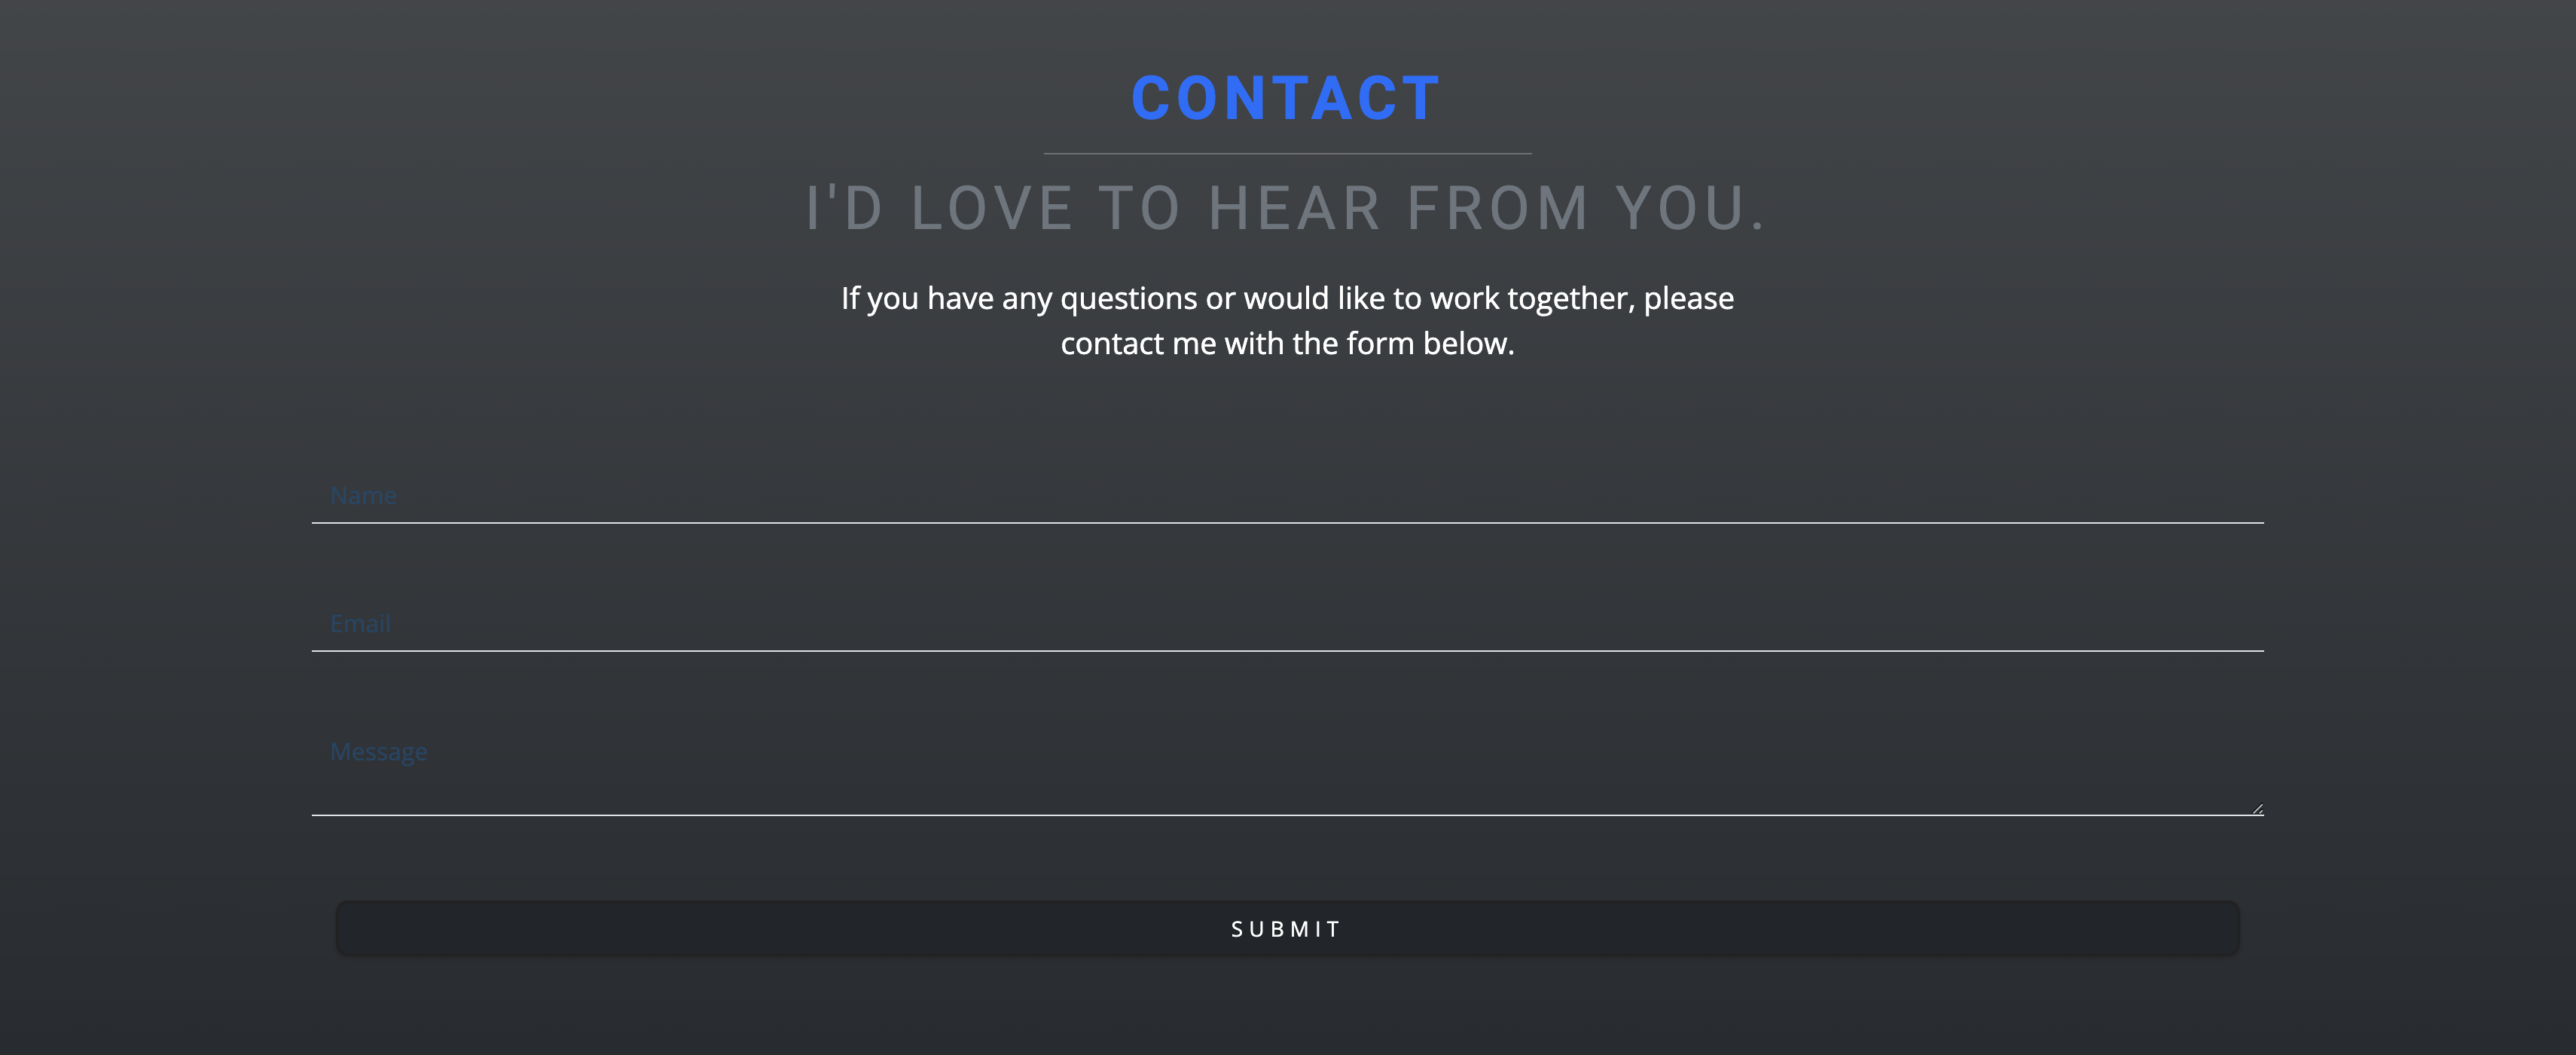 CONTACT
I'D LOVE TO HEAR FROM YOU.
If you have any questions or would like to work together, please
contact me with the form below.
Name
Email
Message
SUBMIT